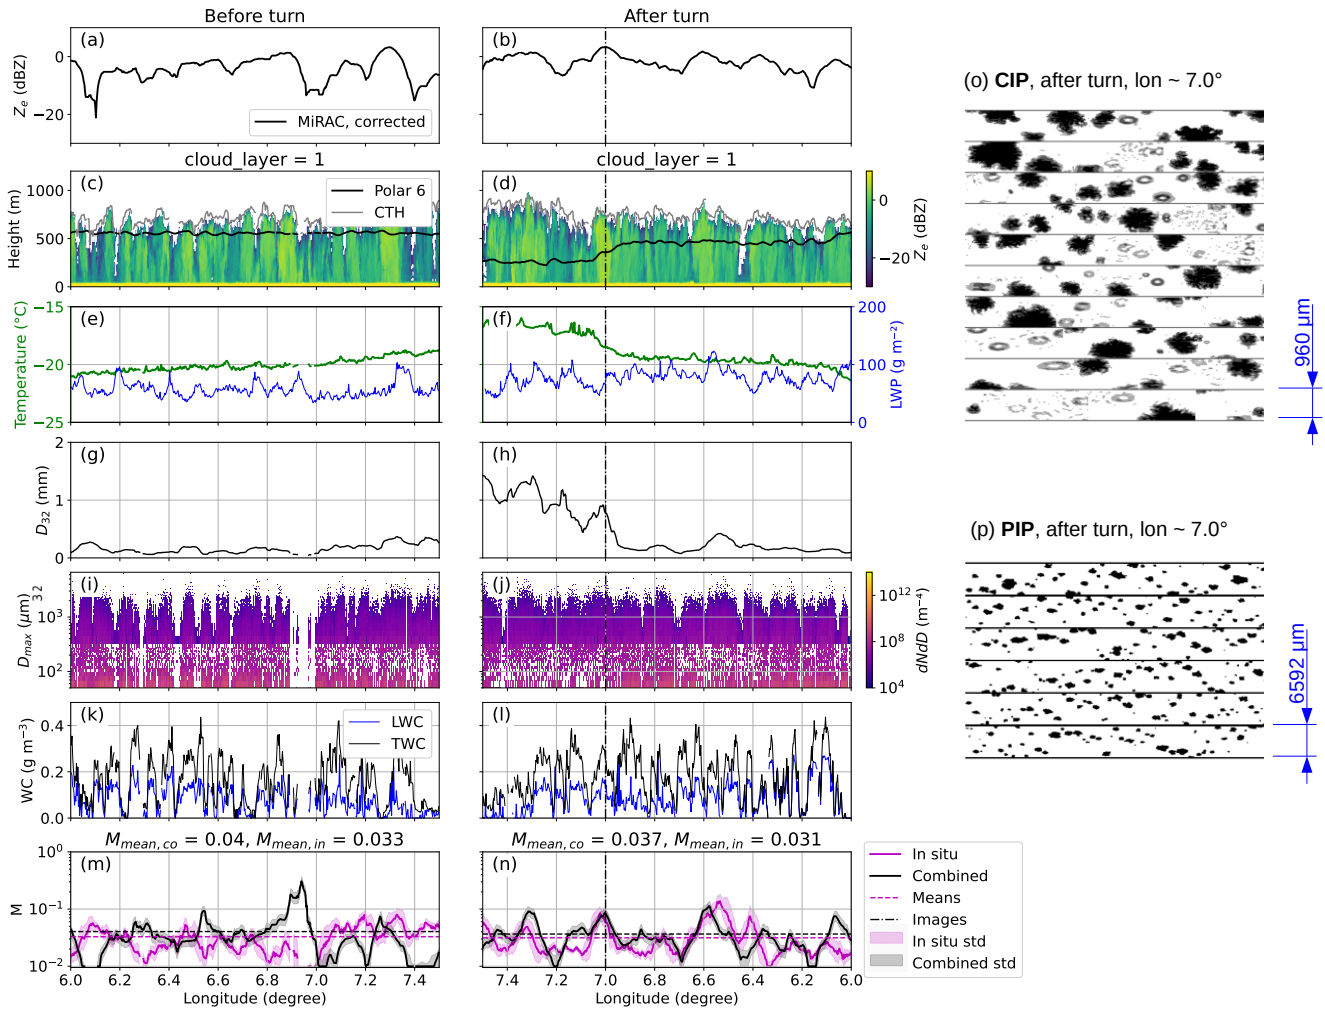 Before turn
After turn
(a)
(b)
0
−20
Z_e (dBZ)
MiRAC, corrected
(o) CIP, after turn, lon ~ 7.0°
960 µm
cloud_layer = 1
cloud_layer = 1
(c)
(d)
Polar 6
CTH
1000
500
0
Height (m)
0
−20
Z_e (dBZ)
(e)
(f)
−15
−20
−25
Temperature (°C)
200
100
0
LWP (g m⁻²)
(g)
(h)
2
1
0
D₃₂ (mm)
(p) PIP, after turn, lon ~ 7.0°
6592 µm
(i)
(j)
10³
10²
D_max (µm)
32
10¹²
10⁸
10⁴
dNdD (m⁻⁴)
(k)
(l)
LWC
TWC
0.4
0.2
0.0
WC (g m⁻³)
M_mean,co = 0.04, M_mean,in = 0.033
M_mean,co = 0.037, M_mean,in = 0.031
(m)
(n)
10⁰
10⁻¹
10⁻²
M
6.0 6.2 6.4 6.6 6.8 7.0 7.2 7.4
Longitude (degree)
7.4 7.2 7.0 6.8 6.6 6.4 6.2 6.0
Longitude (degree)
In situ
Combined
Means
Images
In situ std
Combined std